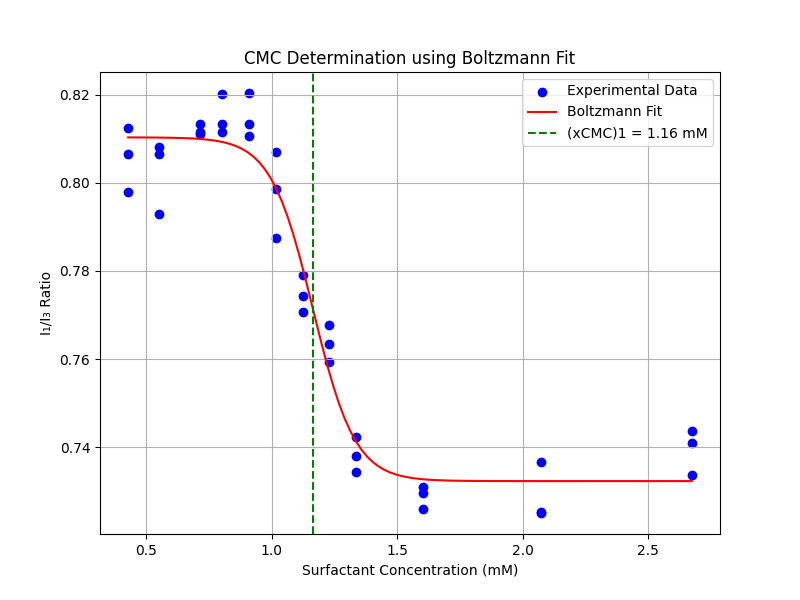 CMC Determination using Boltzmann Fit
Experimental Data
Boltzmann Fit
(xCMC)1 = 1.16 mM
I₁/I₃ Ratio
0.82
0.80
0.78
0.76
0.74
0.5 1.0 1.5 2.0 2.5
Surfactant Concentration (mM)